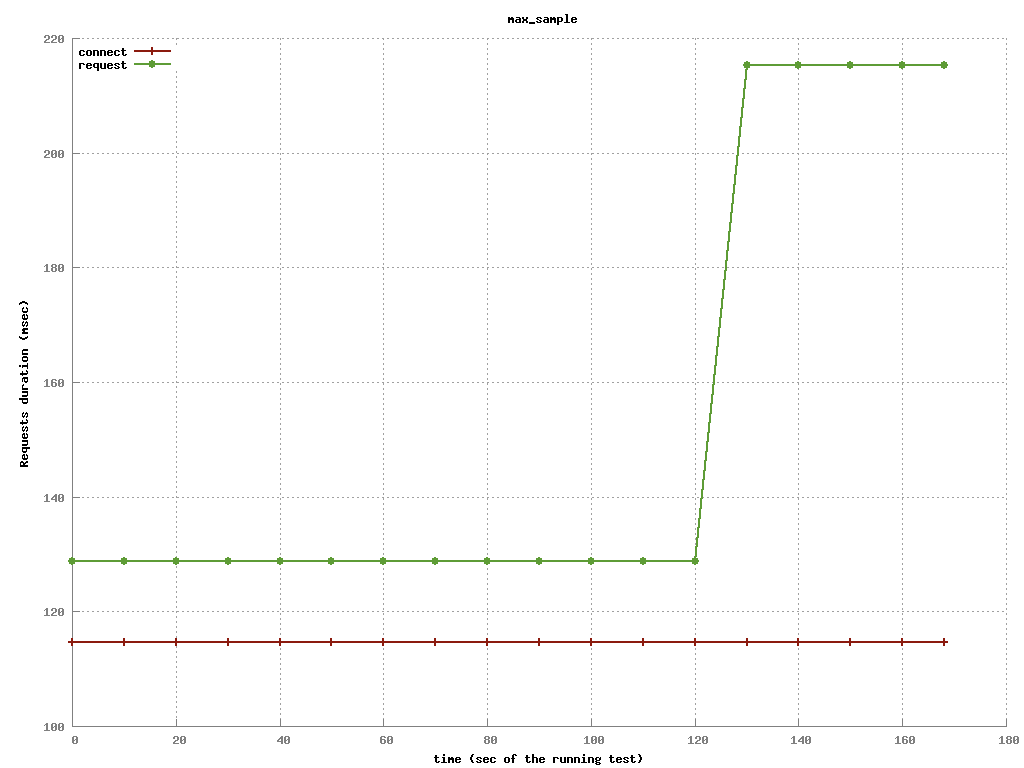 max_sample
connect
request
220
200
180
160
140
120
100
Requests duration (msec)
0 20 40 60 80 100 120 140 160 180
time (sec of the running test)